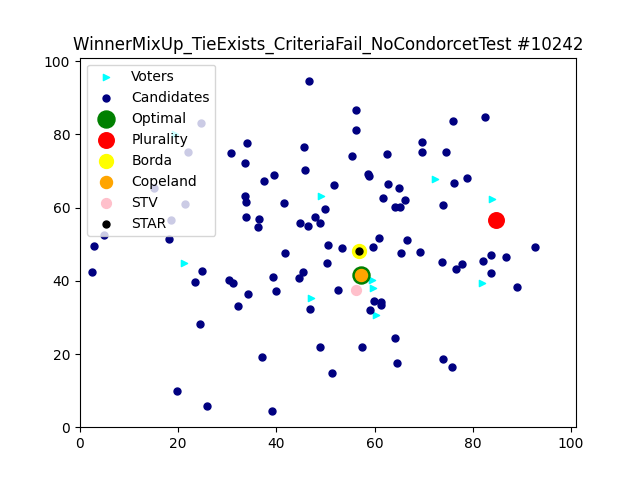 WinnerMixUp_TieExists_CriteriaFail_NoCondorcetTest #10242
100
80
60
40
20
0
Voters
Candidates
Optimal
Plurality
Borda
Copeland
STV
STAR
0 20 40 60 80 100